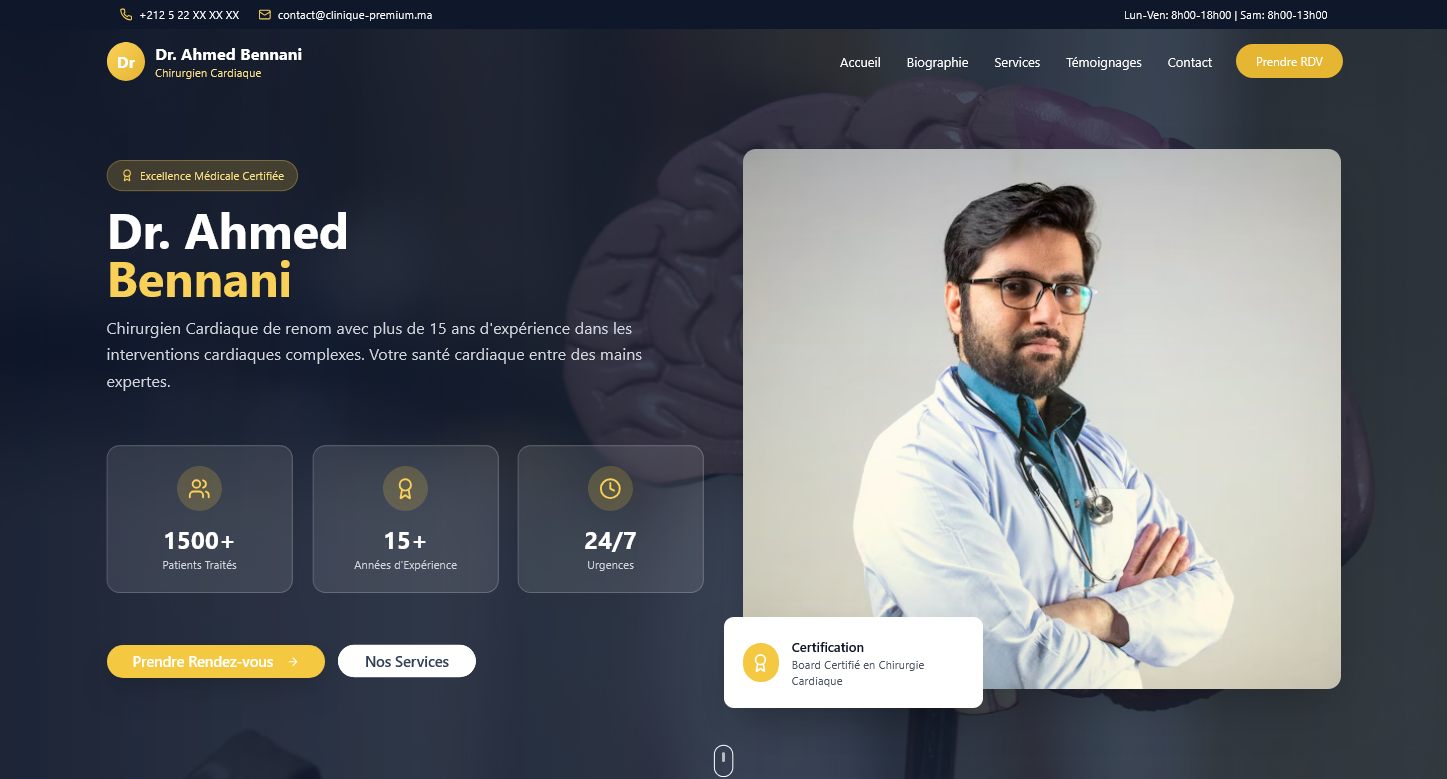 +212 5 22 XX XX XX
contact@clinique-premium.ma
Lun-Ven: 8h00-18h00 | Sam: 8h00-13h00
Dr
Dr. Ahmed Bennani
Chirurgien Cardiaque
Accueil
Biographie
Services
Témoignages
Contact
Prendre RDV
Excellence Médicale Certifiée
Dr. Ahmed
Bennani
Chirurgien Cardiaque de renom avec plus de 15 ans d'expérience dans les
interventions cardiaques complexes. Votre santé cardiaque entre des mains
expertes.
1500+
Patients Traités
15+
Années d'Expérience
24/7
Urgences
Prendre Rendez-vous
Nos Services
Certification
Board Certifié en Chirurgie
Cardiaque